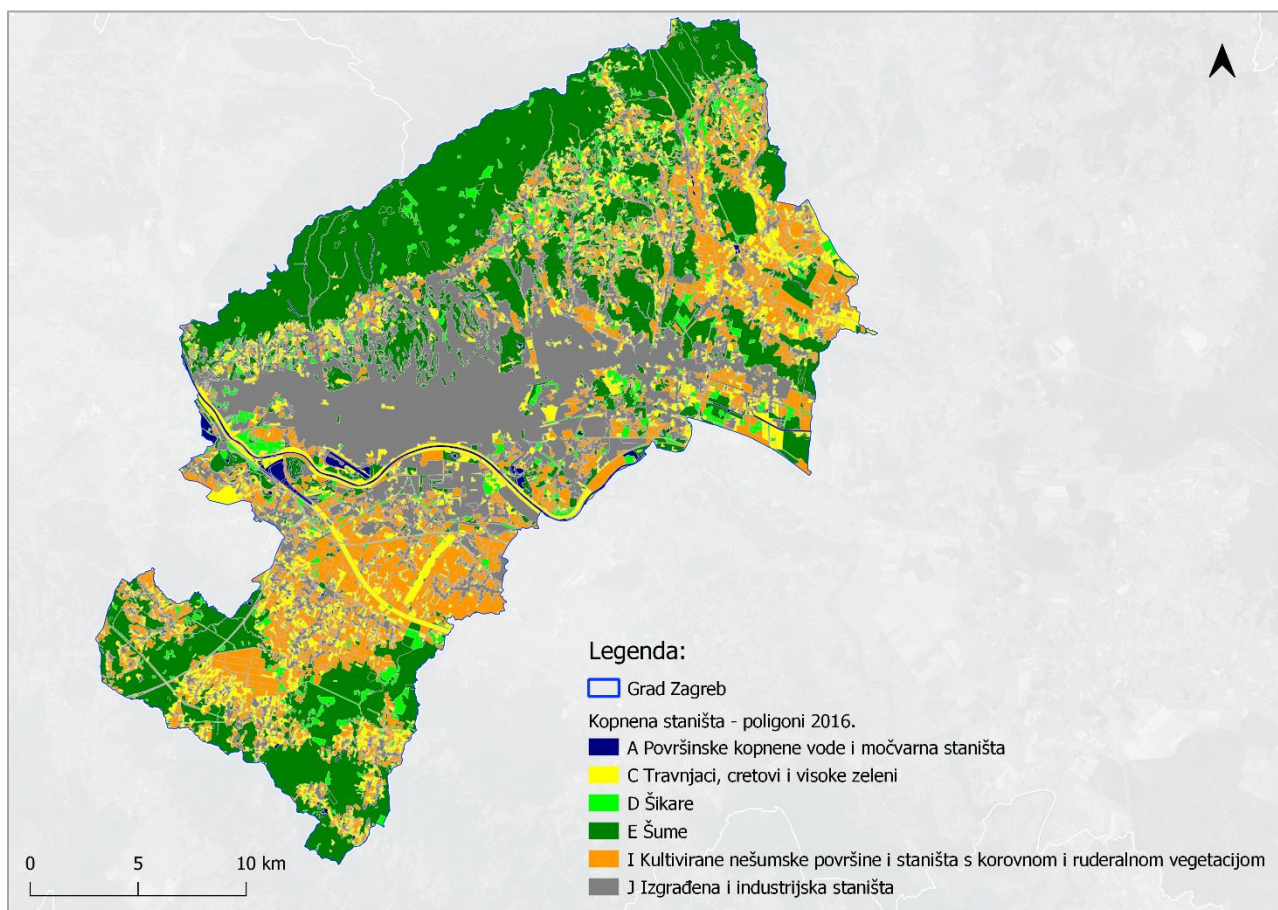 Legenda:
Grad Zagreb
Kopnena staništa - poligoni 2016.
A Površinske kopnene vode i močvarna staništa
C Travnjaci, cretovi i visoke zeleni
D Šikare
E Šume
I Kultivirane nešumske površine i staništa s korovnom i ruderalnom vegetacijom
J Izgrađena i industrijska staništa
0 5 10 km